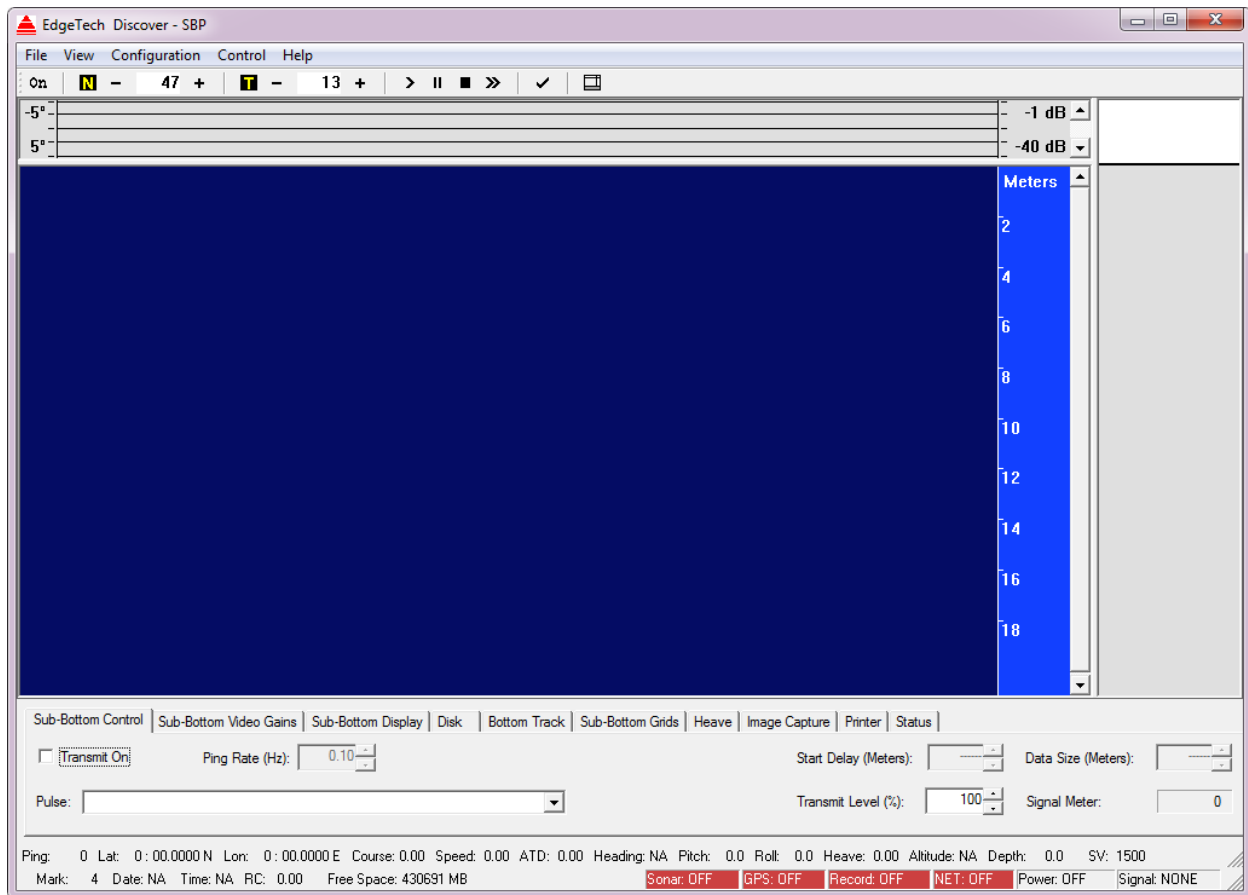 EdgeTech Discover - SBP
File View Configuration Control Help
On N - 47 + T - 13 +
-5° -1 dB
5° -40 dB
Meters
2
4
6
8
10
12
14
16
18
Sub-Bottom Control Sub-Bottom Video Gains Sub-Bottom Display Disk Bottom Track Sub-Bottom Grids Heave Image Capture Printer Status
Transmit On Ping Rate (Hz): 0.10 Start Delay (Meters): ----- Data Size (Meters): -----
Pulse: Transmit Level (%): 100 Signal Meter: 0
Ping: 0 Lat: 0 : 00.0000 N Lon: 0 : 00.0000 E Course: 0.00 Speed: 0.00 ATD: 0.00 Heading: NA Pitch: 0.0 Roll: 0.0 Heave: 0.00 Altitude: NA Depth: 0.0 SV: 1500
Mark: 4 Date: NA Time: NA RC: 0.00 Free Space: 430691 MB Sonar: OFF GPS: OFF Record: OFF NET: OFF Power: OFF Signal: NONE